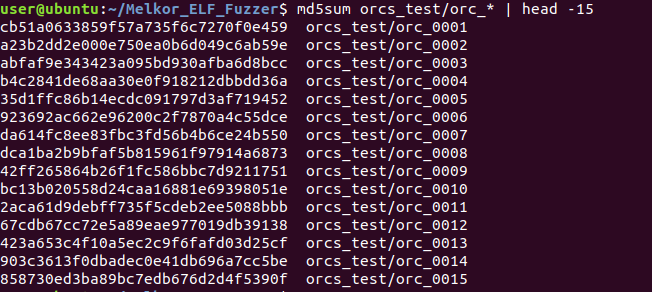 user@ubuntu:~/Melkor_ELF_Fuzzer$ md5sum orcs_test/orc_* | head -15
cb51a0633859f57a735f6c7270f0e459  orcs_test/orc_0001
a23b2dd2e000e750ea0b6d049c6ab59e  orcs_test/orc_0002
abfaf9e343423a095bd930afba6d8bcc  orcs_test/orc_0003
b4c2841de68aa30e0f918212dbbdd36a  orcs_test/orc_0004
35d1ffc86b14ecdc091797d3af719452  orcs_test/orc_0005
923692ac662e96200c2f7870a4c55dce  orcs_test/orc_0006
da614fc8ee83fbc3fd56b4b6ce24b550  orcs_test/orc_0007
dca1ba2b9bfaf5b815961f97914a6873  orcs_test/orc_0008
42ff265864b26f1fc586bbc7d9211751  orcs_test/orc_0009
bc13b020558d24caa16881e69398051e  orcs_test/orc_0010
2aca61d9debff735f5cdeb2ee5088bbb  orcs_test/orc_0011
67cdb67cc72e5a89eae977019db39138  orcs_test/orc_0012
423a653c4f10a5ec2c9f6fafd03d25cf  orcs_test/orc_0013
903c3613f0dbadec0e41db696a7cc5be  orcs_test/orc_0014
858730ed3ba89bc7edb676d2d4f5390f  orcs_test/orc_0015